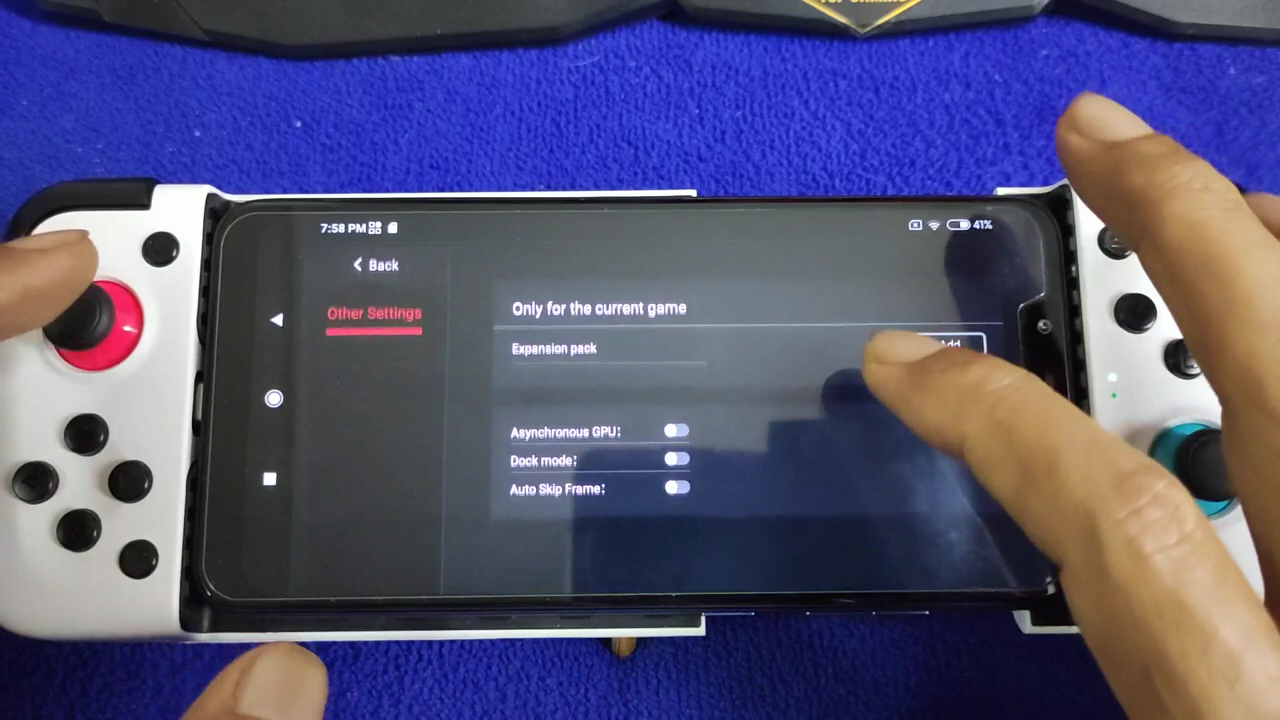 7:58 PM
41%
Back
Other Settings
Only for the current game
Expansion pack
Add
Asynchronous GPU:
Dock mode:
Auto Skip Frame: